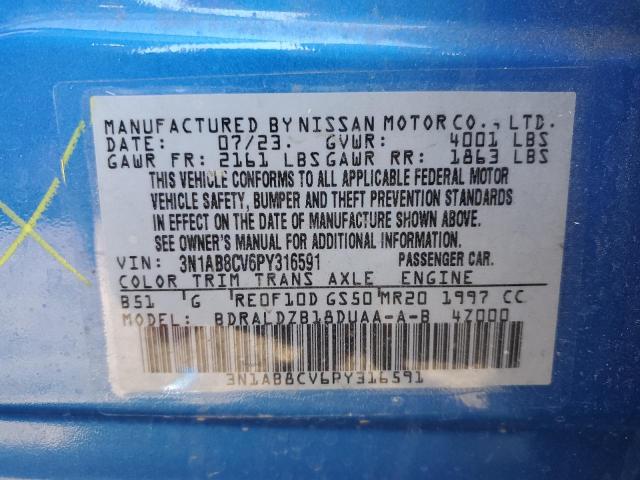 MANUFACTURED BY NISSAN MOTOR CO., LTD.
DATE: 07/23. GVWR: 4001 LBS
GAWR FR: 2161 LBS GAWR RR: 1863 LBS
THIS VEHICLE CONFORMS TO ALL APPLICABLE FEDERAL MOTOR
VEHICLE SAFETY, BUMPER AND THEFT PREVENTION STANDARDS
IN EFFECT ON THE DATE OF MANUFACTURE SHOWN ABOVE.
SEE OWNER'S MANUAL FOR ADDITIONAL INFORMATION.
VIN: 3N1AB8CV6PY316591 PASSENGER CAR.
COLOR TRIM TRANS AXLE ENGINE
B51 G RE0F10D GS50 MR20 1997 CC
MODEL: BDRALDZB18DUAA-A-B 4Z000
3N1AB8CV6PY316591